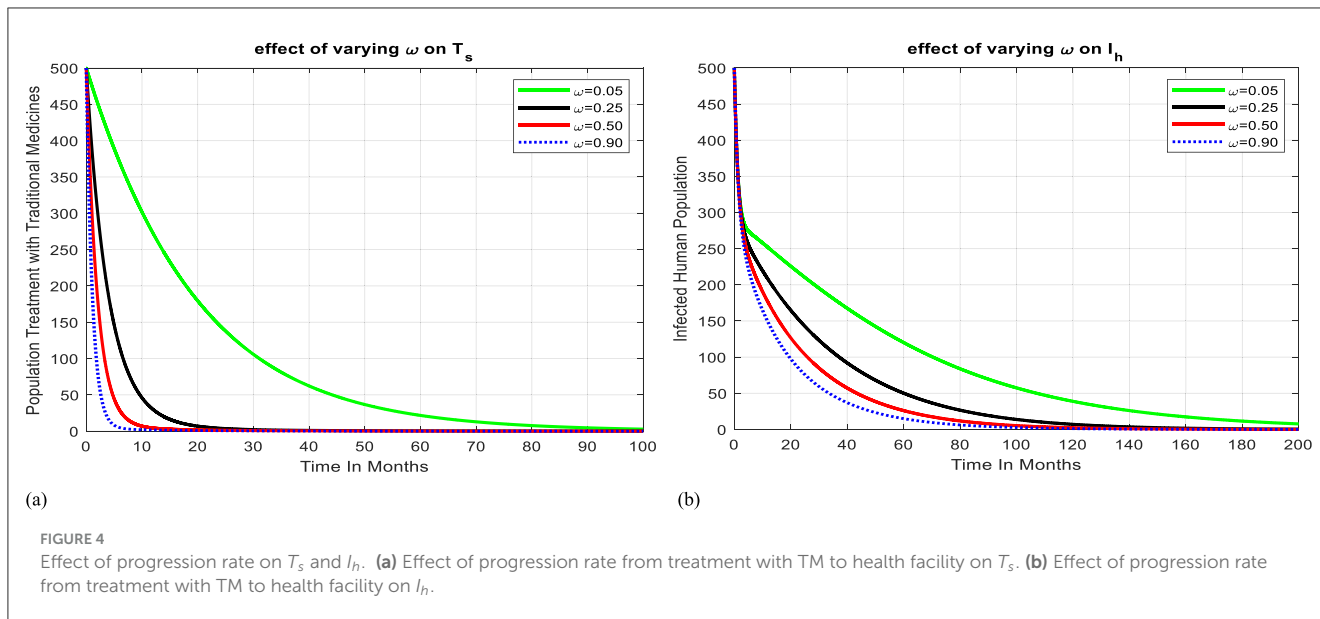 effect of varying ω on T_s
Population Treatment with Traditional Medicines
500
450
400
350
300
250
200
150
100
50
0
ω=0.05
ω=0.25
ω=0.50
ω=0.90
0 10 20 30 40 50 60 70 80 90 100
Time In Months
(a)
effect of varying ω on I_h
Infected Human Population
500
450
400
350
300
250
200
150
100
50
0
ω=0.05
ω=0.25
ω=0.50
ω=0.90
0 20 40 60 80 100 120 140 160 180 200
Time In Months
(b)
FIGURE 4
Effect of progression rate on T_s and I_h. (a) Effect of progression rate from treatment with TM to health facility on T_s. (b) Effect of progression rate
from treatment with TM to health facility on I_h.